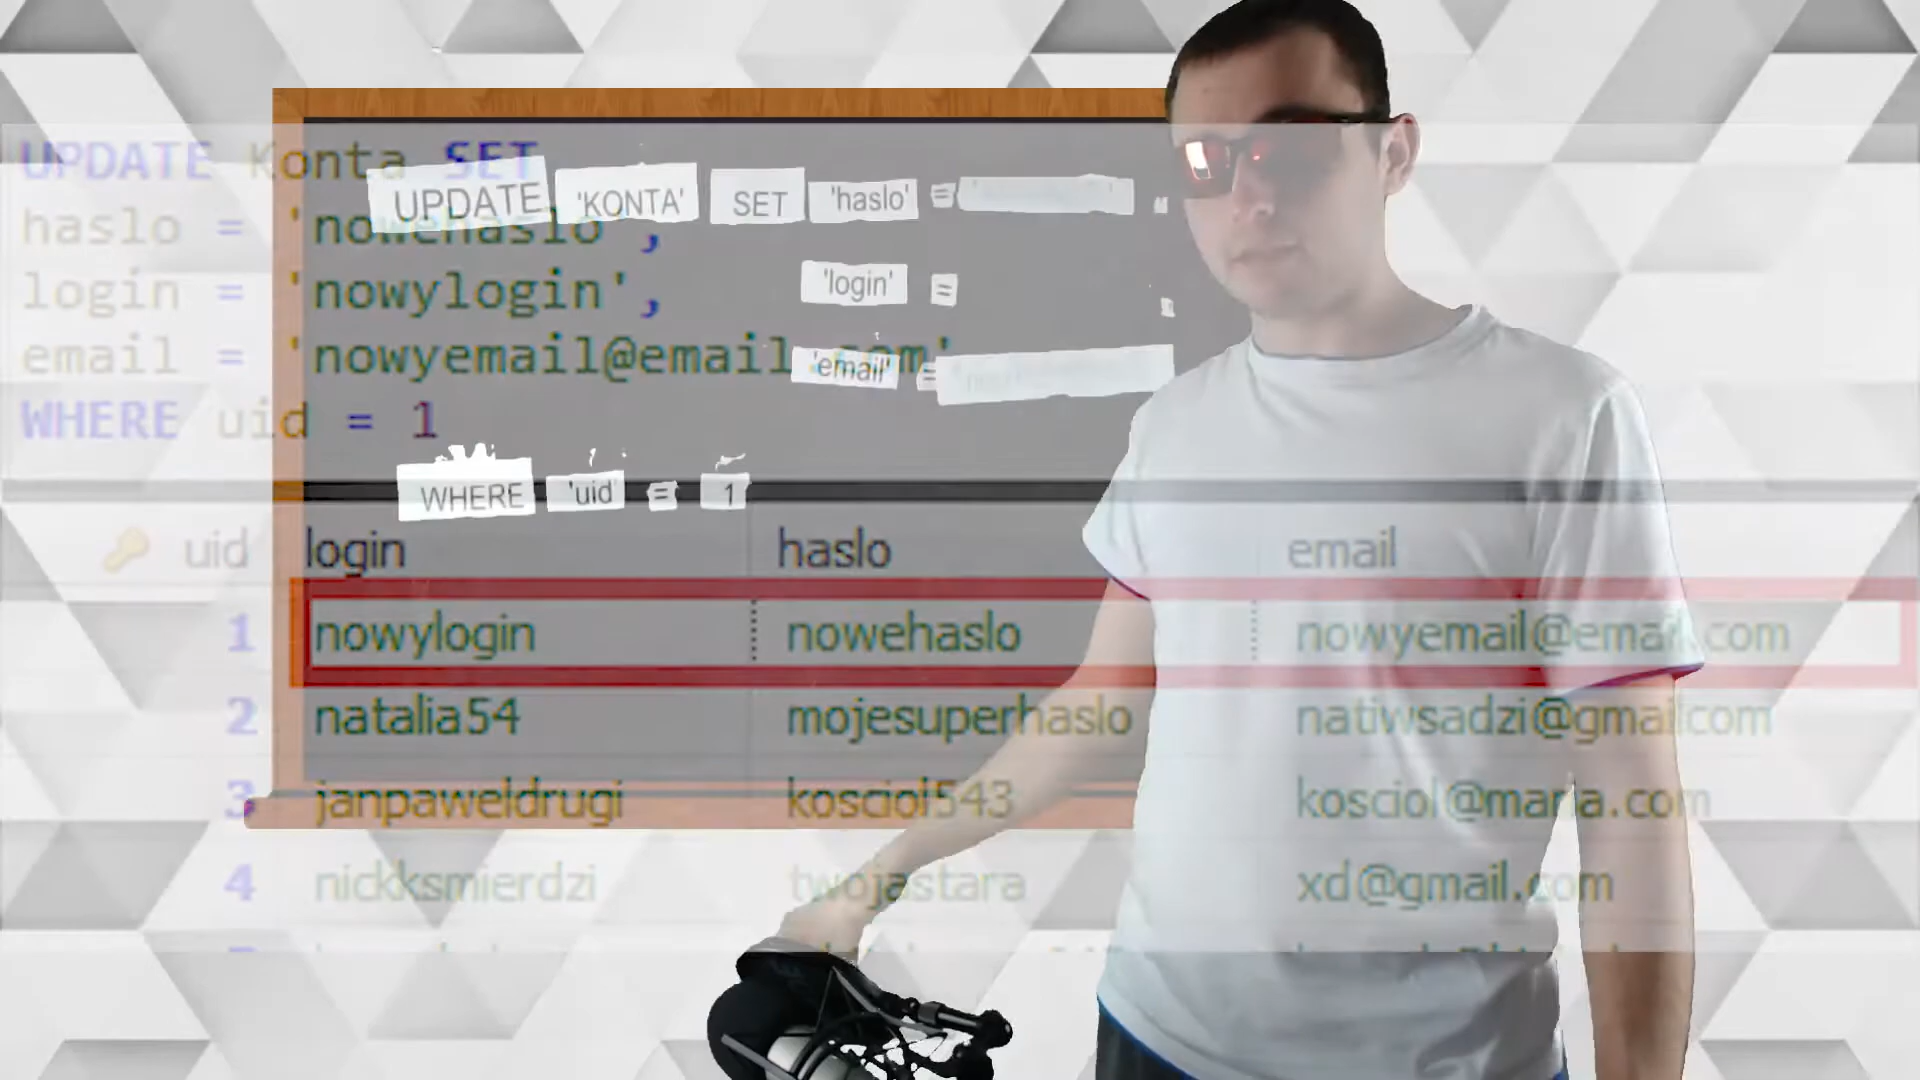 UPDATE Konta SET
haslo = 'nowehaslo',
login = 'nowylogin',
email = 'nowyemail@email.com'
WHERE uid = 1
UPDATE 'KONTA' SET 'haslo' =
'login' =
'email' =
WHERE 'uid' = 1
uid login haslo email
1 nowylogin nowehaslo nowyemail@email.com
2 natalia54 mojesuperhaslo natiwsadzi@gmail.com
3 janpaweldrugi kosciol543 kosciol@maria.com
4 nickksmierdzi twojastara xd@gmail.com